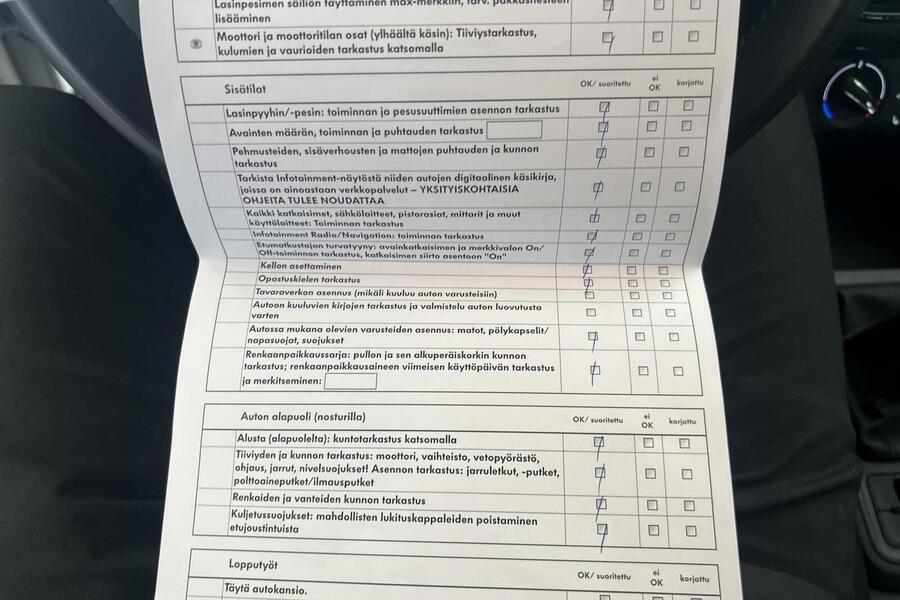 Lasinpesimen säiliön täyttäminen max-merkkiin, tarv. pakkasnesteen
lisääminen
Moottori ja moottoritilan osat (ylhäältä käsin): Tiiviystarkastus,
kulumien ja vaurioiden tarkastus katsomalla
Sisätilat OK/ suoritettu ei OK korjattu
Lasinpyyhin/-pesin: toiminnan ja pesusuuttimien asennon tarkastus
Avainten määrän, toiminnan ja puhtauden tarkastus
Pehmusteiden, sisäverhousten ja mattojen puhtauden ja kunnon
tarkastus
Tarkista Infotainment-näytöstä niiden autojen digitaalinen käsikirja,
joissa on ainoastaan verkkopalvelut – YKSITYISKOHTAISIA
OHJEITA TULEE NOUDATTAA
Kaikki katkaisimet, sähkölaitteet, pistorasiat, mittarit ja muut
käyttölaitteet: Toiminnan tarkastus
Infotainment Radio/Navigation: toiminnan tarkastus
Etumatkustajan turvatyyny: avainkatkaisimen ja merkkivalon On/
Off-toiminnan tarkastus, katkaisimen siirto asentoon "On"
Kellon asettaminen
Opastuskielen tarkastus
Tavaraverkon asennus (mikäli kuuluu auton varusteisiin)
Autoon kuuluvien kirjojen tarkastus ja valmistelu auton luovutusta
varten
Autossa mukana olevien varusteiden asennus: matot, pölykapselit/
napasuojat, suojukset
Renkaanpaikkaussarja: pullon ja sen alkuperäiskorkin kunnon
tarkastus; renkaanpaikkausaineen viimeisen käyttöpäivän tarkastus
ja merkitseminen:
Auton alapuoli (nosturilla) OK/ suoritettu ei OK korjattu
Alusta (alapuolelta): kuntotarkastus katsomalla
Tiiviyden ja kunnon tarkastus: moottori, vaihteisto, vetopyörästö,
ohjaus, jarrut, nivelsuojukset! Asennon tarkastus: jarruletkut, -putket,
polttoaineputket/ilmausputket
Renkaiden ja vanteiden kunnon tarkastus
Kuljetussuojukset: mahdollisten lukituskappaleiden poistaminen
etujoustintuista
Lopputyöt OK/ suoritettu ei OK korjattu
Täytä autokansio.